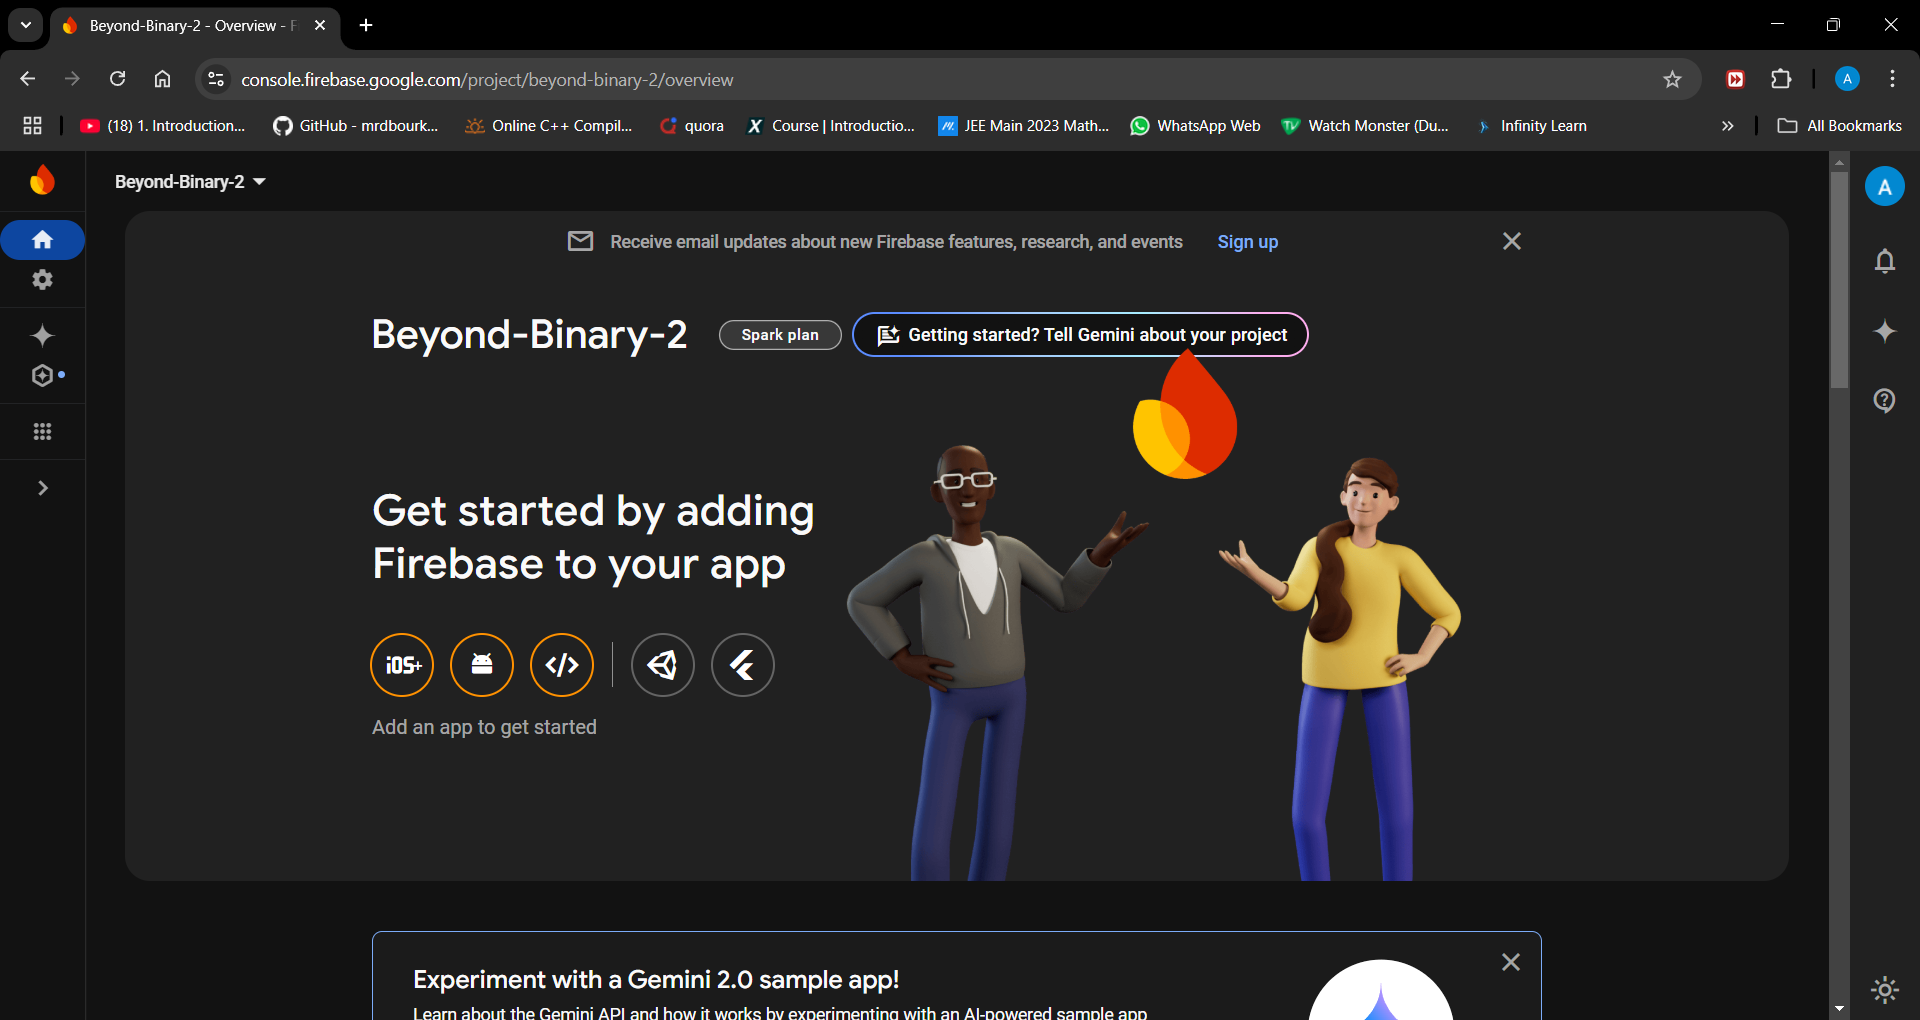 Beyond-Binary-2 - Overview - F
console.firebase.google.com/project/beyond-binary-2/overview
A
(18) 1. Introduction...
GitHub - mrdbourk...
Online C++ Compil...
quora
Course | Introductio...
JEE Main 2023 Math...
WhatsApp Web
Watch Monster (Du...
Infinity Learn
»
All Bookmarks
Beyond-Binary-2
A
Receive email updates about new Firebase features, research, and events Sign up
Beyond-Binary-2
Spark plan
Getting started? Tell Gemini about your project
Get started by adding
Firebase to your app
iOS+
</>
Add an app to get started
Experiment with a Gemini 2.0 sample app!
Learn about the Gemini API and how it works by experimenting with an AI-powered sample app